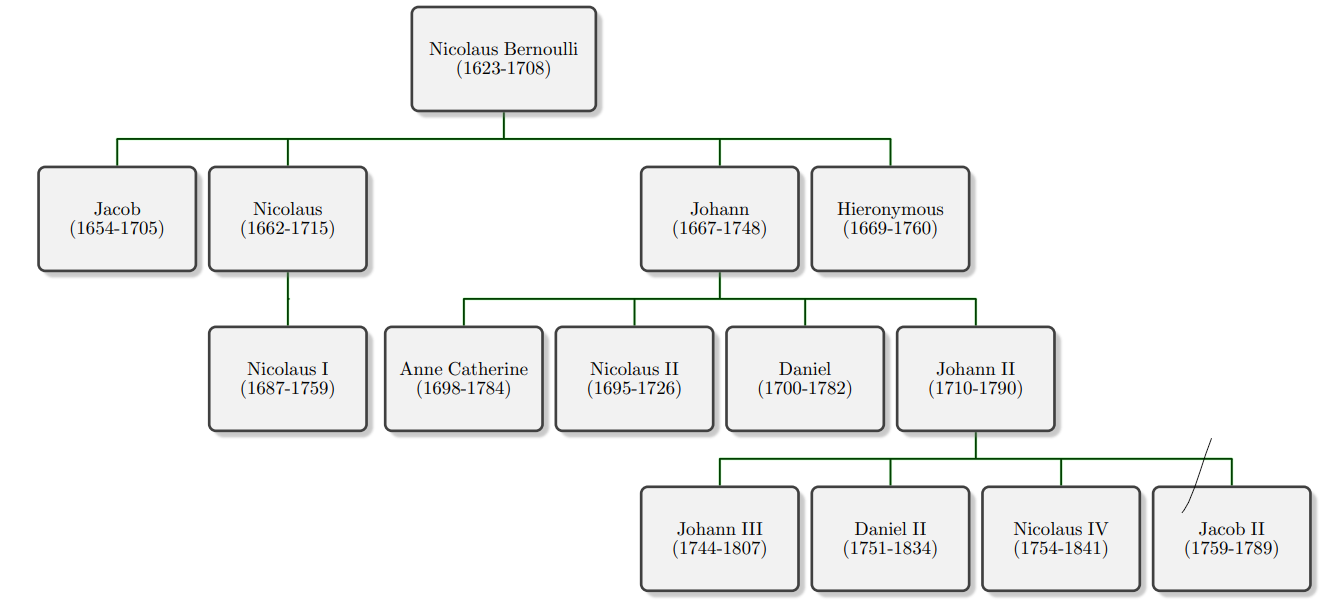 Nicolaus Bernoulli
(1623-1708)
Jacob
(1654-1705)
Nicolaus
(1662-1715)
Johann
(1667-1748)
Hieronymous
(1669-1760)
Nicolaus I
(1687-1759)
Anne Catherine
(1698-1784)
Nicolaus II
(1695-1726)
Daniel
(1700-1782)
Johann II
(1710-1790)
Johann III
(1744-1807)
Daniel II
(1751-1834)
Nicolaus IV
(1754-1841)
Jacob II
(1759-1789)